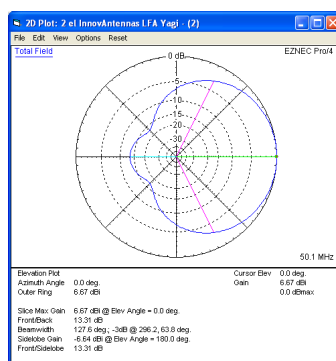 2D Plot: 2 el InnovAntennas LFA Yagi - (2)
File Edit View Options Reset
Total Field
EZNEC Pro/4
0 dB
-5
-10
-15
-20
-30
50.1 MHz
Elevation Plot
Azimuth Angle 0.0 deg.
Outer Ring 6.67 dBi
Cursor Elev 0.0 deg.
Gain 6.67 dBi
0.0 dBmax
Slice Max Gain 6.67 dBi @ Elev Angle = 0.0 deg.
Front/Back 13.31 dB
Beamwidth 127.6 deg.; -3dB @ 296.2, 63.8 deg.
Sidelobe Gain -6.64 dBi @ Elev Angle = 180.0 deg.
Front/Sidelobe 13.31 dB